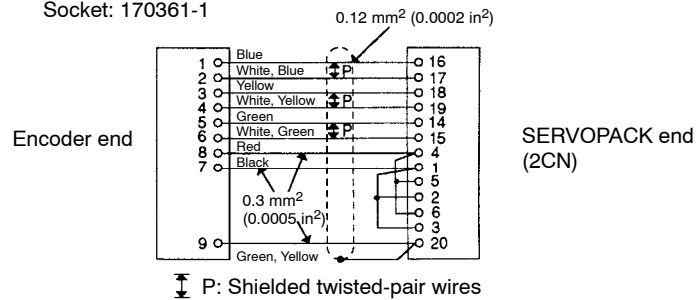 Socket: 170361-1
0.12 mm² (0.0002 in²)
1 Blue 16
2 White, Blue P 17
3 Yellow 18
4 White, Yellow P 19
5 Green 14
6 White, Green P 15
8 Red 4
7 Black 1
5
2
6
3
9 Green, Yellow 20
Encoder end
SERVOPACK end
(2CN)
0.3 mm²
(0.0005 in²)
P: Shielded twisted-pair wires